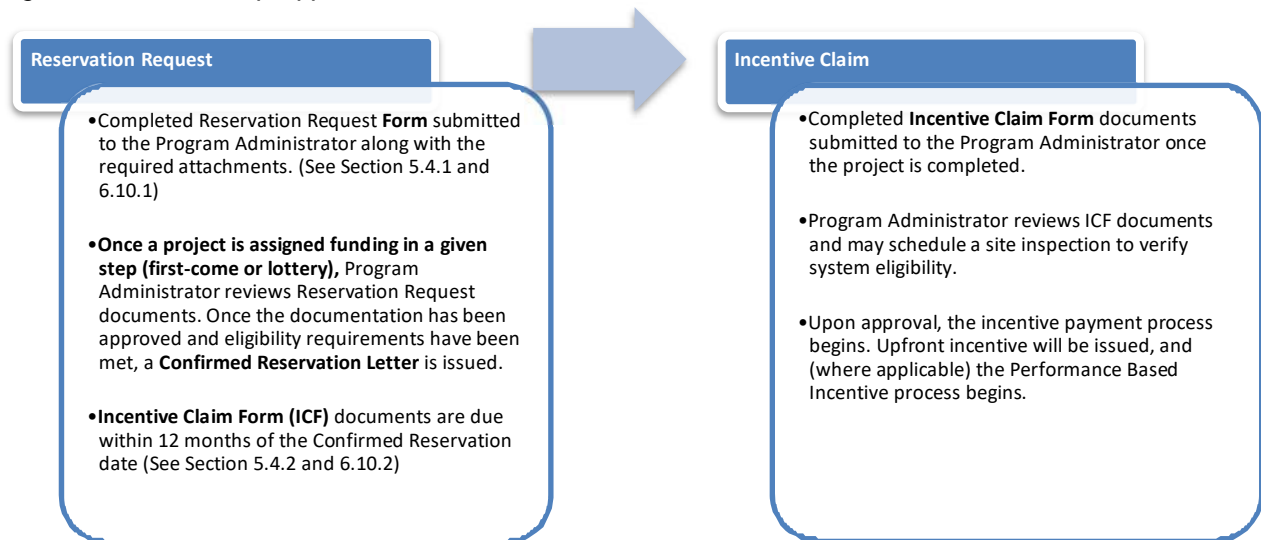 Reservation Request
•Completed Reservation Request Form submitted
to the Program Administrator along with the
required attachments. (See Section 5.4.1 and
6.10.1)
•Once a project is assigned funding in a given
step (first-come or lottery), Program
Administrator reviews Reservation Request
documents. Once the documentation has been
approved and eligibility requirements have been
met, a Confirmed Reservation Letter is issued.
•Incentive Claim Form (ICF) documents are due
within 12 months of the Confirmed Reservation
date (See Section 5.4.2 and 6.10.2)
Incentive Claim
•Completed Incentive Claim Form documents
submitted to the Program Administrator once
the project is completed.
•Program Administrator reviews ICF documents
and may schedule a site inspection to verify
system eligibility.
•Upon approval, the incentive payment process
begins. Upfront incentive will be issued, and
(where applicable) the Performance Based
Incentive process begins.